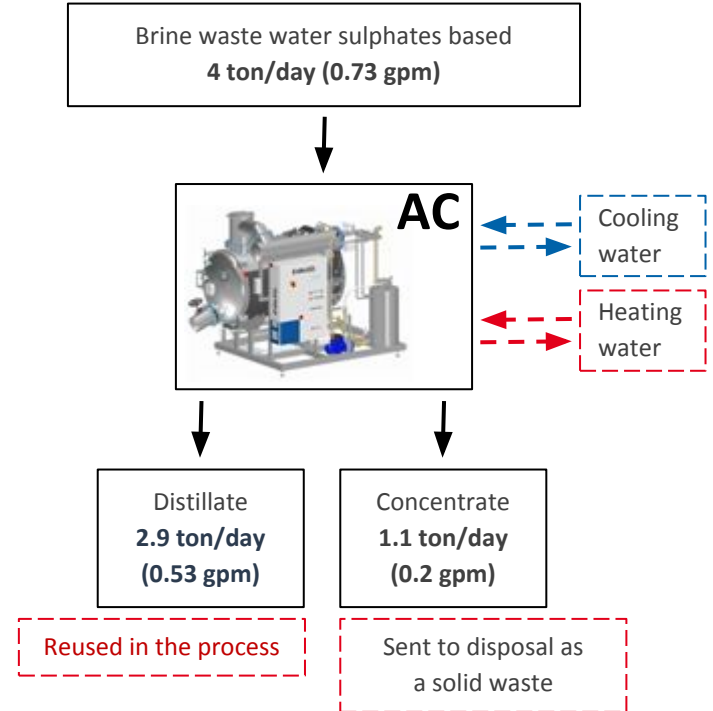 Brine waste water sulphates based
4 ton/day (0.73 gpm)
AC
Cooling
water
Heating
water
Distillate
2.9 ton/day
(0.53 gpm)
Concentrate
1.1 ton/day
(0.2 gpm)
Reused in the process
Sent to disposal as
a solid waste